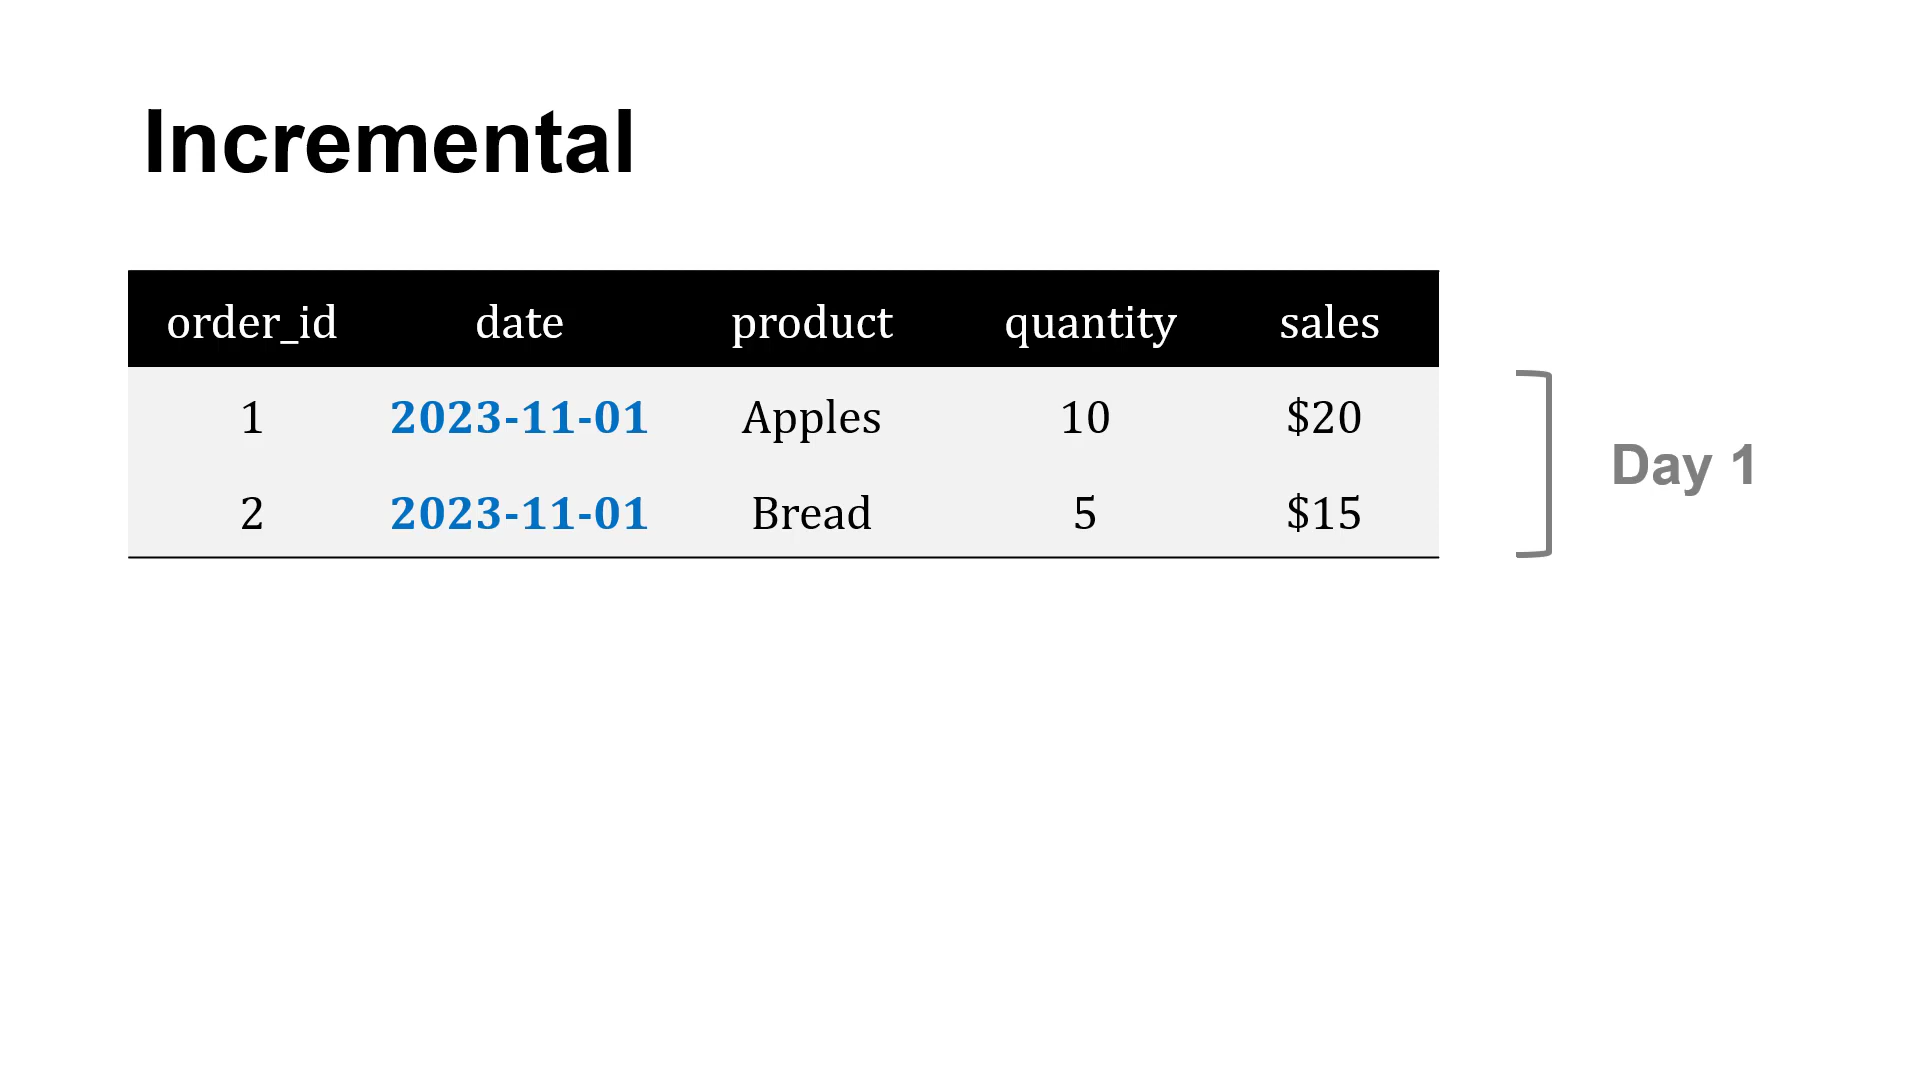 Incremental
order_id date product quantity sales
1 2023-11-01 Apples 10 $20
2 2023-11-01 Bread 5 $15
Day 1